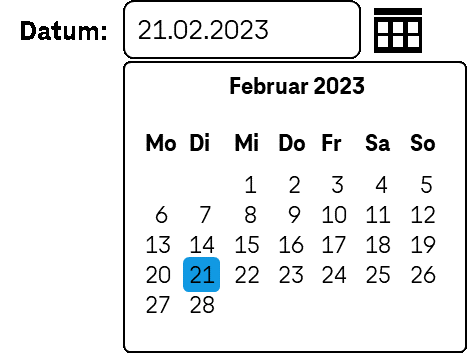 Datum: 21.02.2023
Februar 2023
Mo Di Mi Do Fr Sa So
1 2 3 4 5
6 7 8 9 10 11 12
13 14 15 16 17 18 19
20 21 22 23 24 25 26
27 28